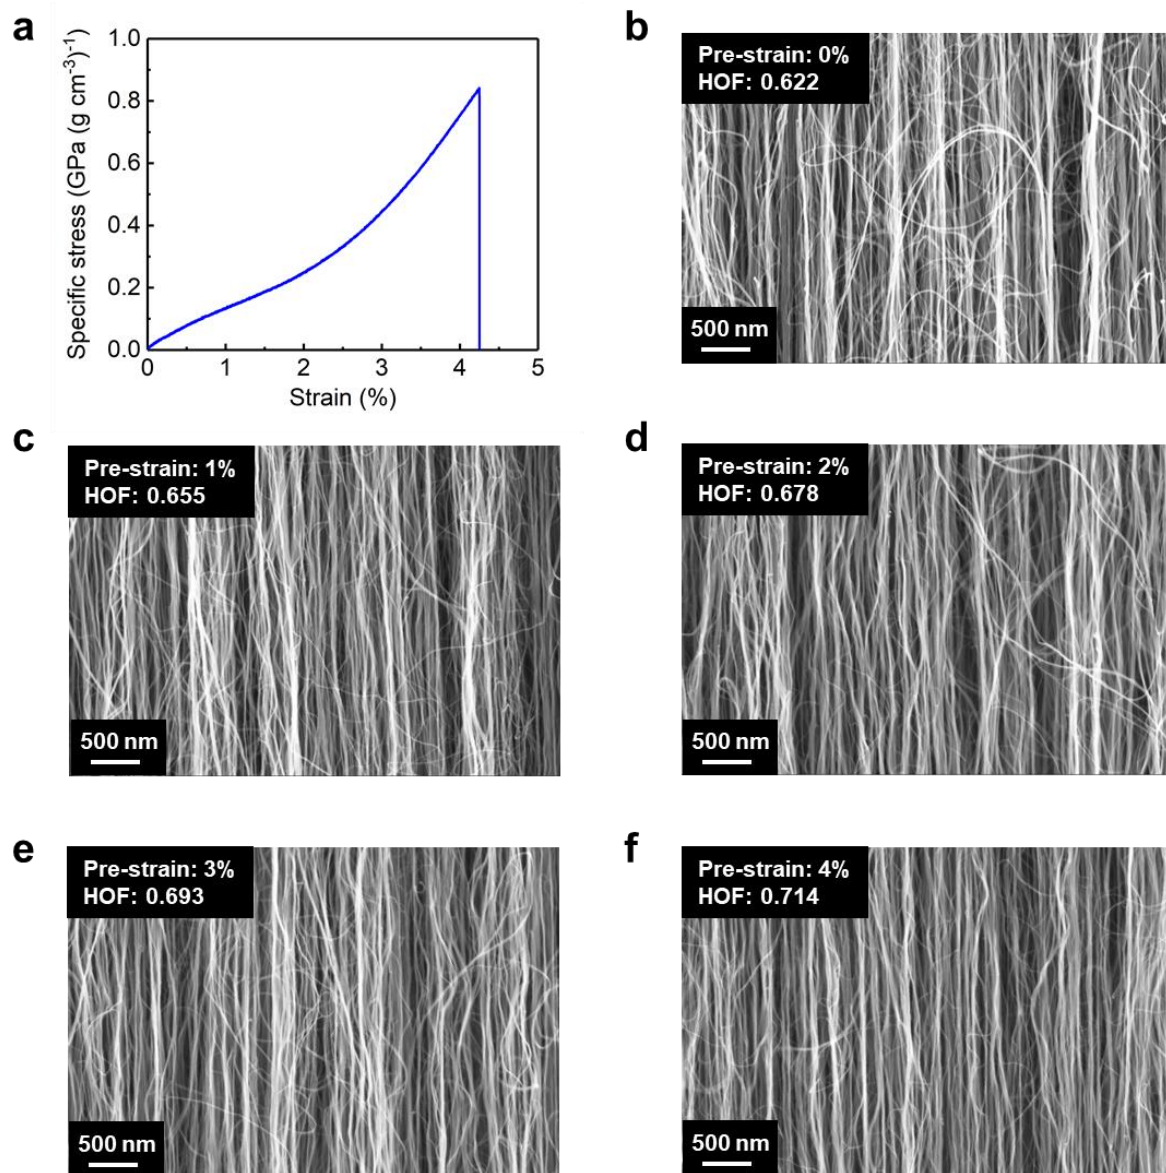 a
1.0
0.8
0.6
0.4
0.2
0.0
0 1 2 3 4 5
Specific stress (GPa (g cm-3)-1)
Strain (%)
b
Pre-strain: 0%
HOF: 0.622
500 nm
c
Pre-strain: 1%
HOF: 0.655
500 nm
d
Pre-strain: 2%
HOF: 0.678
500 nm
e
Pre-strain: 3%
HOF: 0.693
500 nm
f
Pre-strain: 4%
HOF: 0.714
500 nm